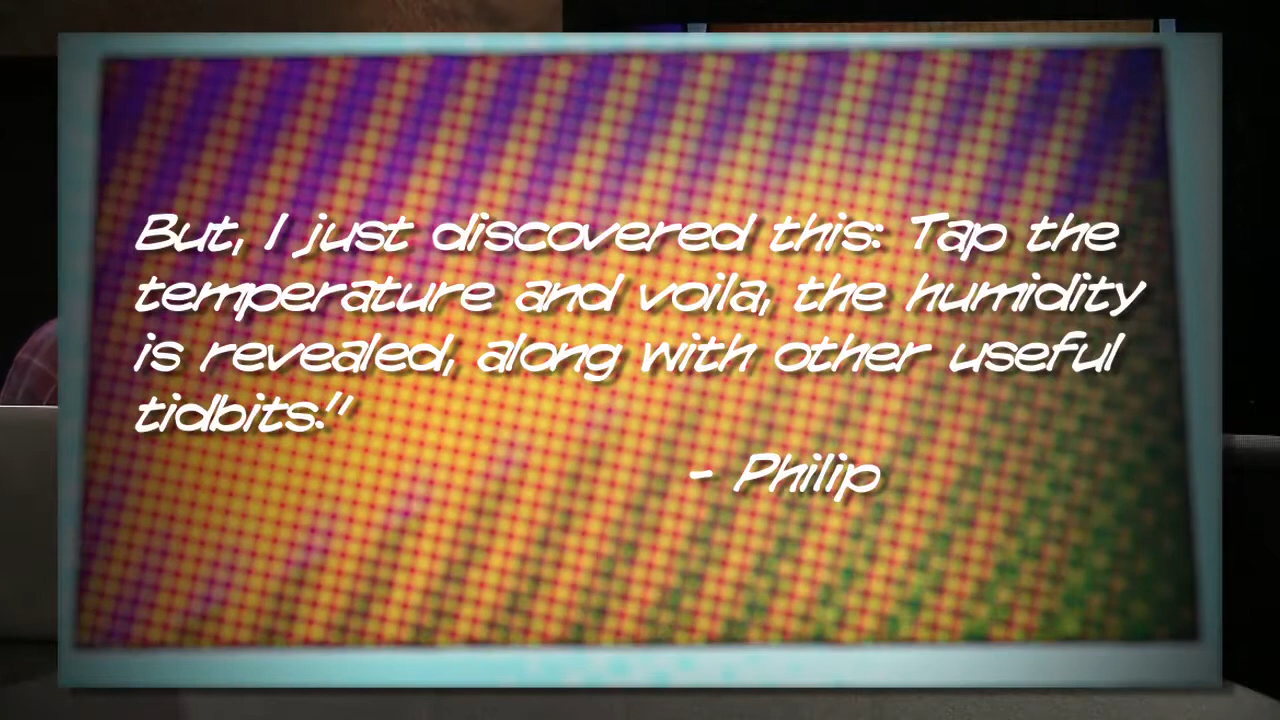 But, I just discovered this: Tap the
temperature and voila, the humidity
is revealed, along with other useful
tidbits."
- Philip